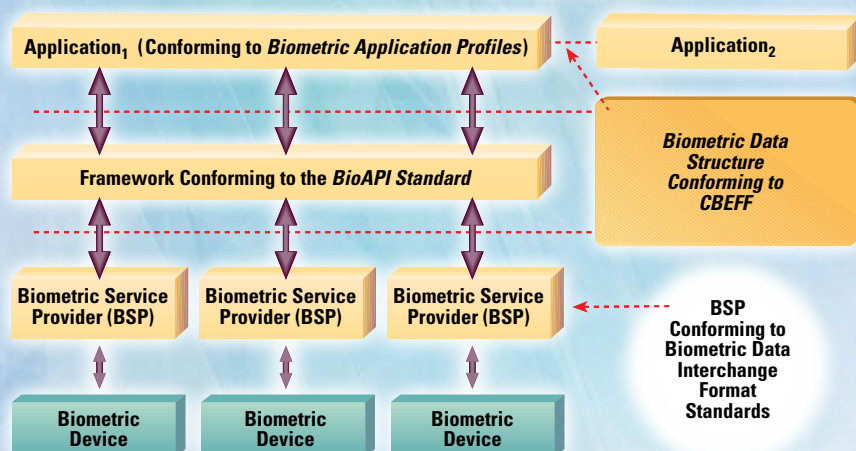 Application₁ (Conforming to Biometric Application Profiles)
Application₂
Biometric Data
Structure
Conforming to
CBEFF
Framework Conforming to the BioAPI Standard
Biometric Service
Provider (BSP)
Biometric Service
Provider (BSP)
Biometric Service
Provider (BSP)
BSP
Conforming to
Biometric Data
Interchange
Format
Standards
Biometric
Device
Biometric
Device
Biometric
Device